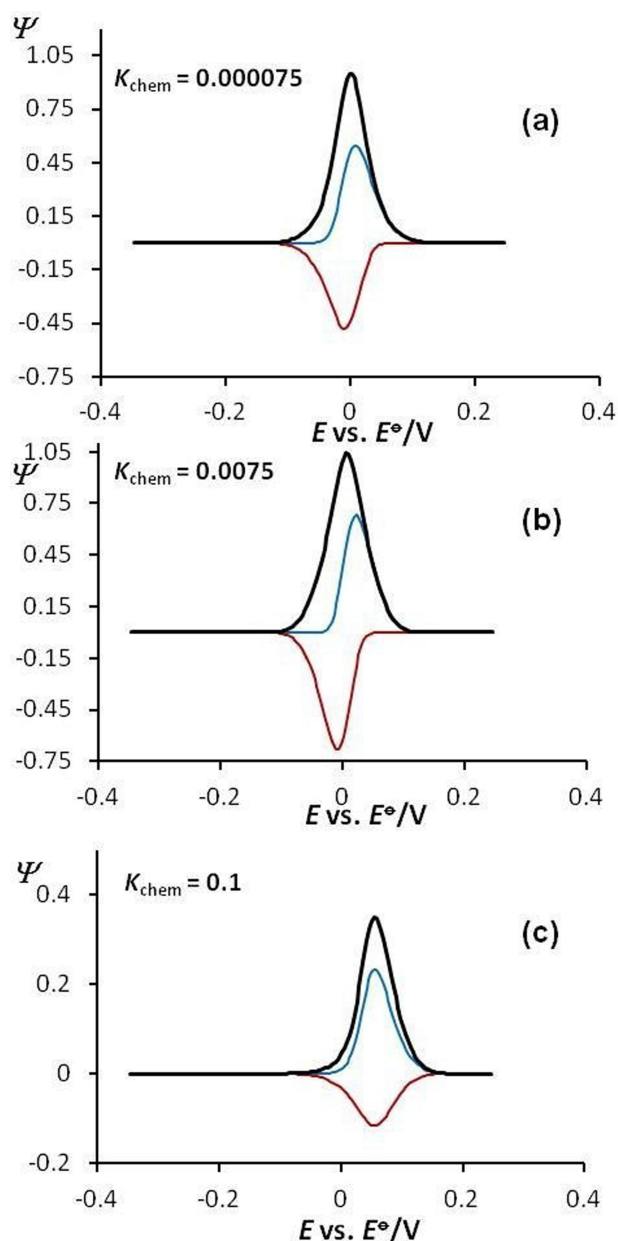 Ψ
1.05
K chem = 0.000075
0.75
(a)
0.45
0.15
-0.15
-0.45
-0.75
-0.4 -0.2 0 0.2 0.4
E vs. E⦵/V
1.05
Ψ
K chem = 0.0075
0.75
(b)
0.45
0.15
-0.15
-0.45
-0.75
-0.4 -0.2 0 0.2 0.4
E vs. E⦵/V
Ψ
K chem = 0.1
0.4
(c)
0.2
0
-0.2
-0.4 -0.2 0 0.2 0.4
E vs. E⦵/V